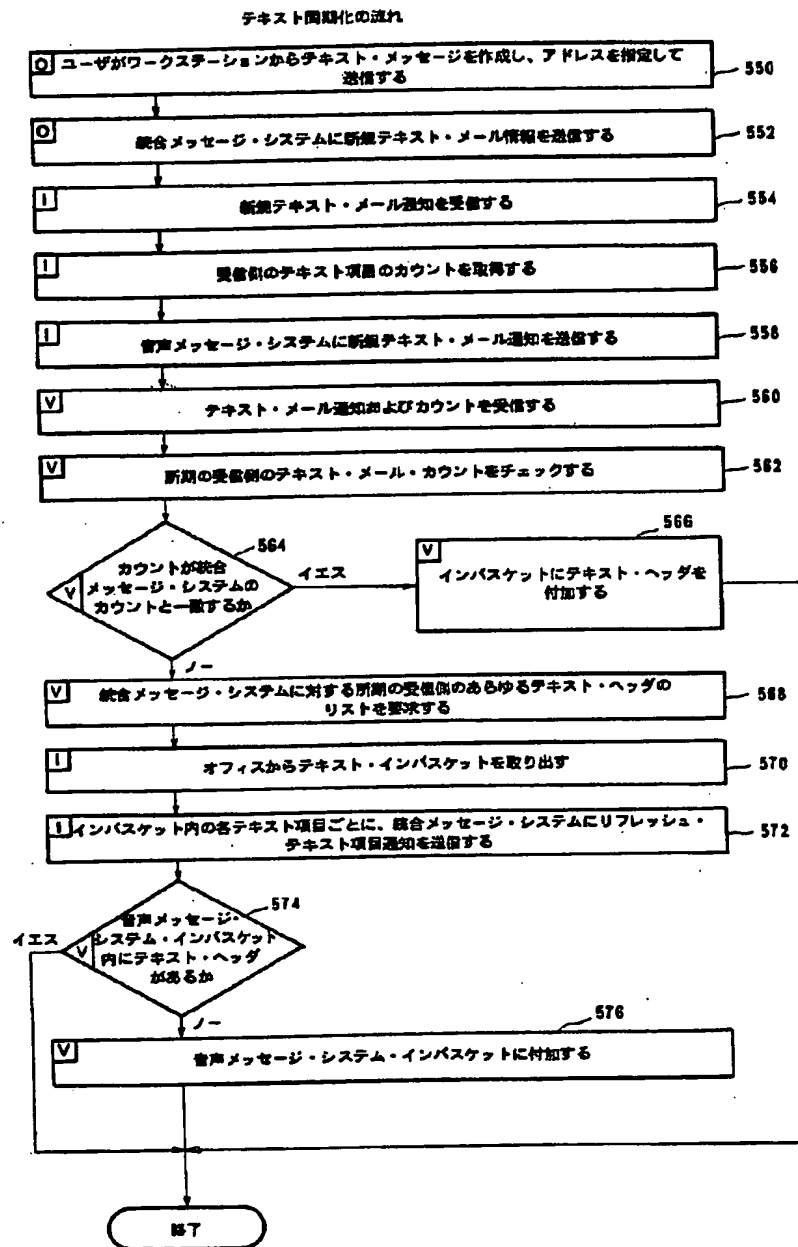 テキスト同期化の流れ
O ユーザがワークステーションからテキスト・メッセージを作成し、アドレスを指定して
送信する
550
O 統合メッセージ・システムに新規テキスト・メール情報を送信する
552
I 新規テキスト・メール通知を受信する
554
I 受信側のテキスト項目のカウントを取得する
556
I 音声メッセージ・システムに新規テキスト・メール通知を送信する
558
V テキスト・メール通知およびカウントを受信する
560
V 所期の受信側のテキスト・メール・カウントをチェックする
562
564
カウントが統合
メッセージ・システムの
V カウントと一致するか
イエス
566
V インバスケットにテキスト・ヘッダを
付加する
ノー
V 統合メッセージ・システムに対する所期の受信側のあらゆるテキスト・ヘッダの
リストを要求する
568
I オフィスからテキスト・インバスケットを取り出す
570
I インバスケット内の各テキスト項目ごとに、統合メッセージ・システムにリフレッシュ・
テキスト項目通知を送信する
572
574
音声メッセージ・
イエス
V システム・インバスケット
内にテキスト・ヘッダ
があるか
ノー
576
V 音声メッセージ・システム・インバスケットに付加する
終了